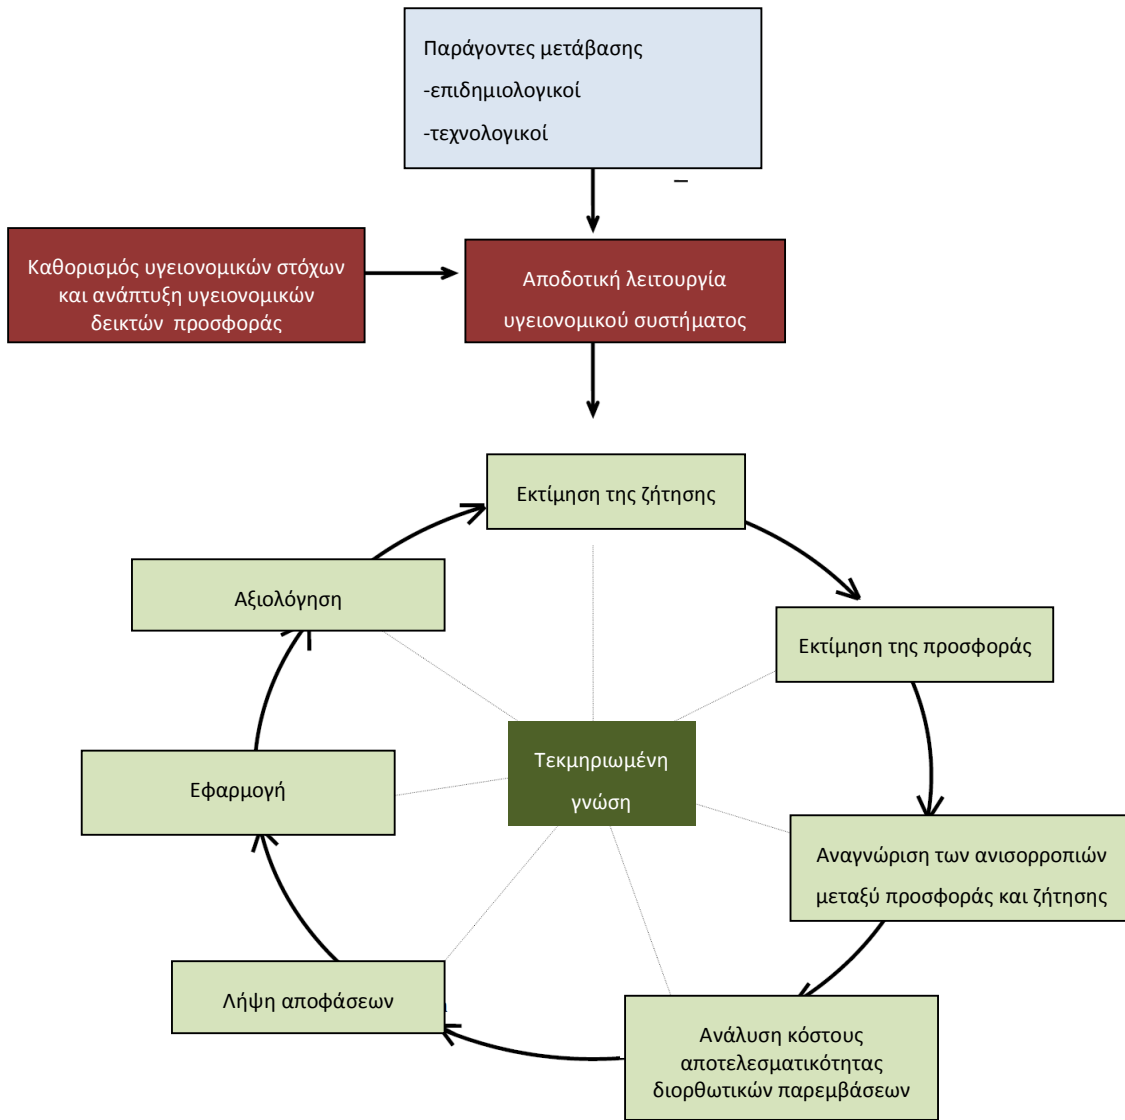 Παράγοντες μετάβασης
-επιδημιολογικοί
-τεχνολογικοί
–
Καθορισμός υγειονομικών στόχων
και ανάπτυξη υγειονομικών
δεικτών προσφοράς
Αποδοτική λειτουργία
υγειονομικού συστήματος
Εκτίμηση της ζήτησης
Εκτίμηση της προσφοράς
Αναγνώριση των ανισορροπιών
μεταξύ προσφοράς και ζήτησης
Ανάλυση κόστους
αποτελεσματικότητας
διορθωτικών παρεμβάσεων
Λήψη αποφάσεων
Εφαρμογή
Αξιολόγηση
Τεκμηριωμένη
γνώση